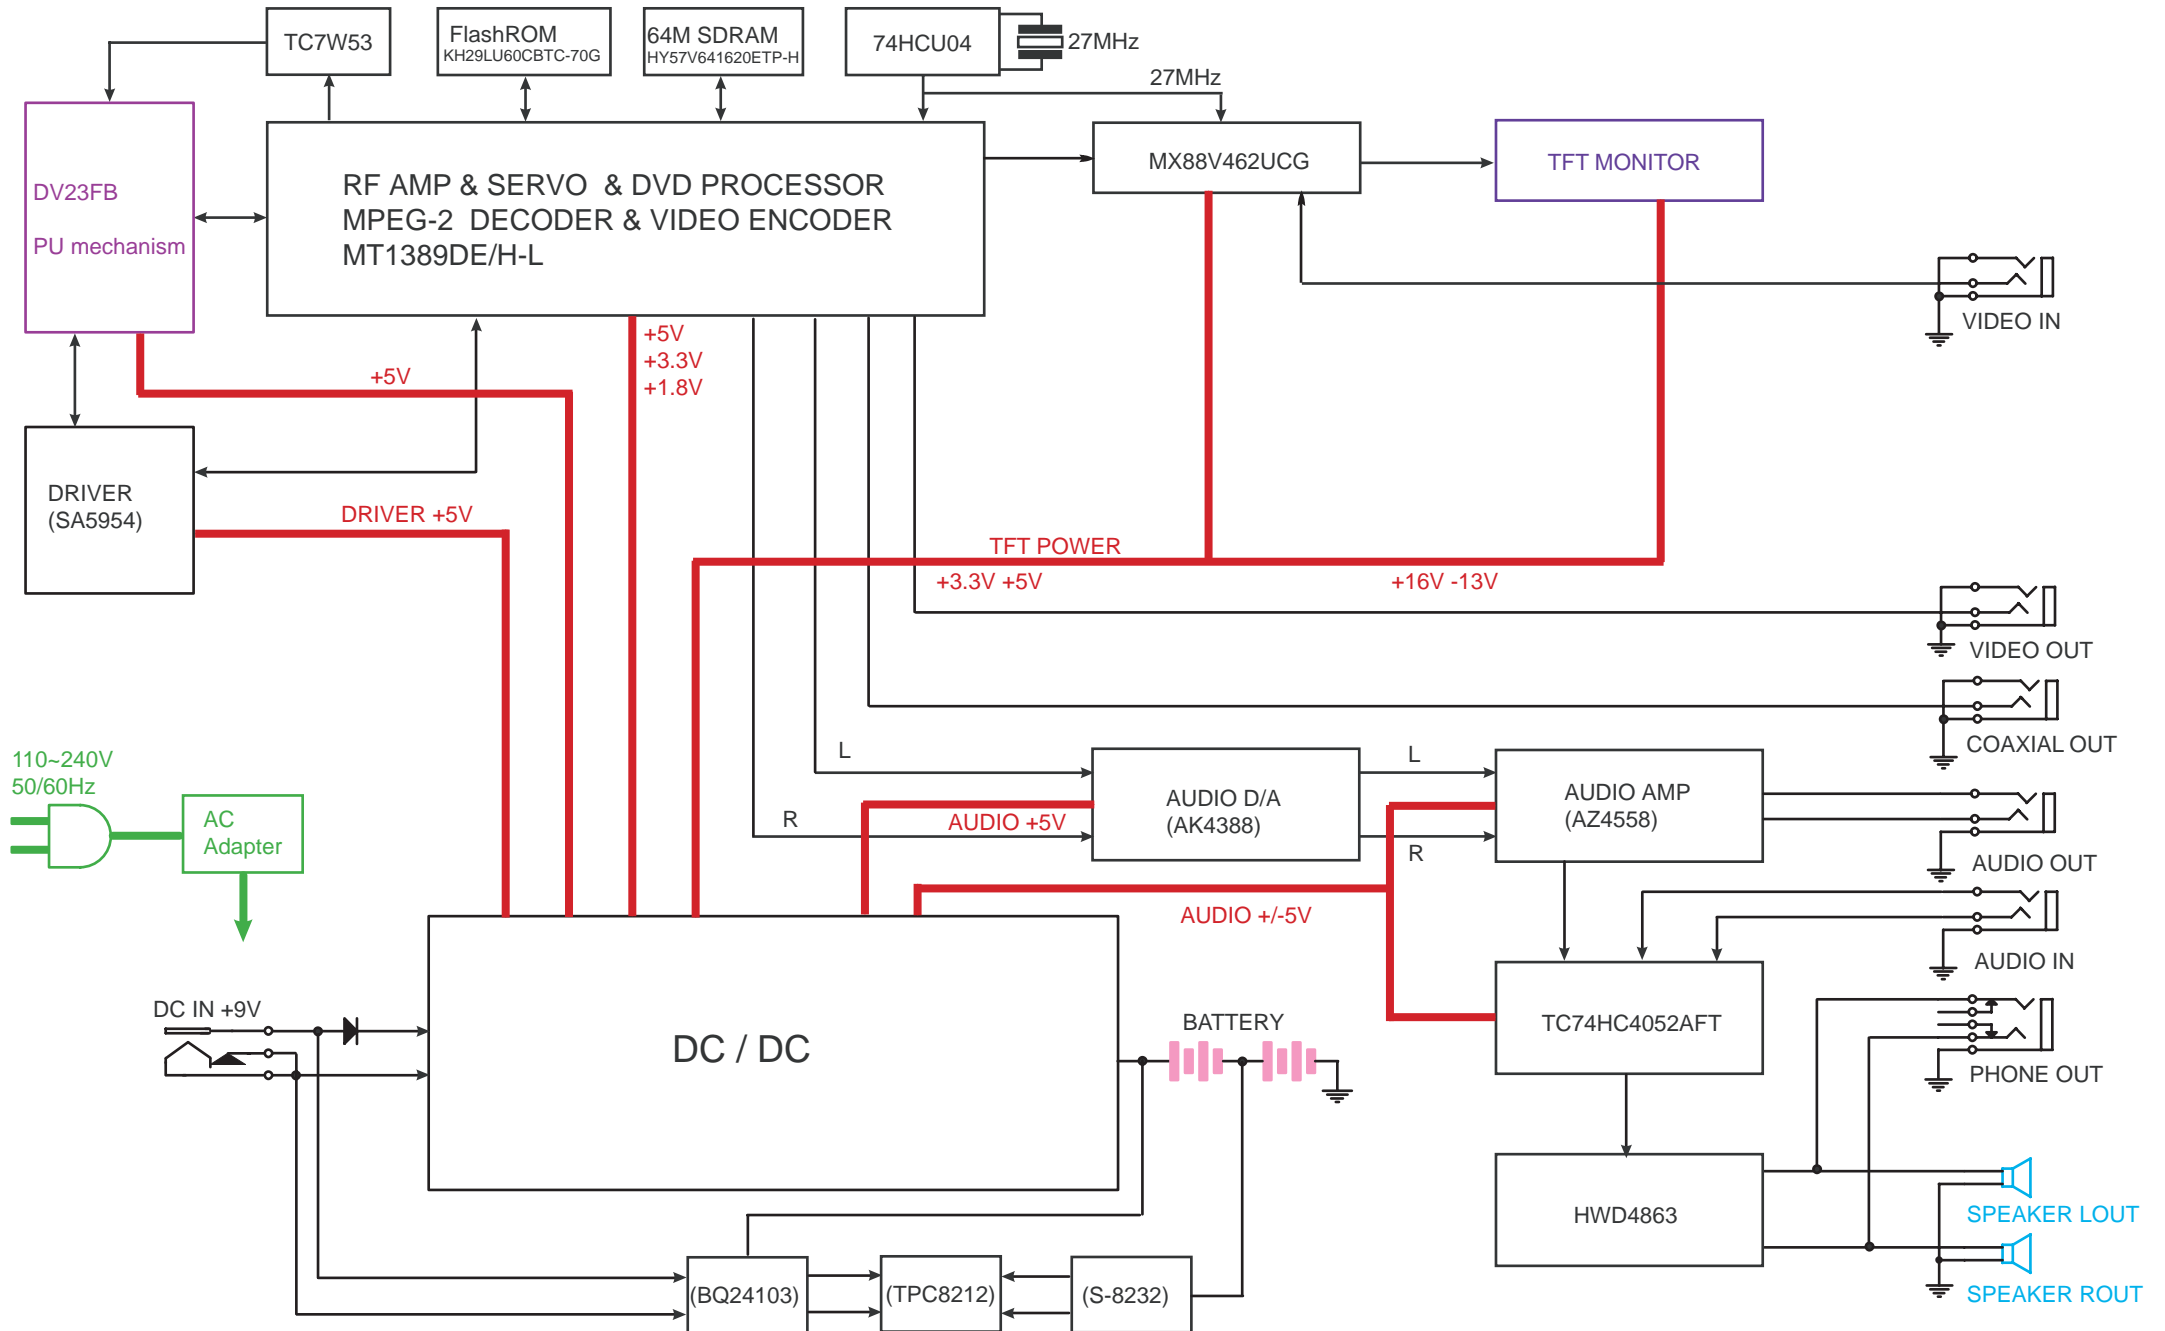 TC7W53
FlashROM
KH29LU60CBTC-70G
64M SDRAM
HY57V641620ETP-H
74HCU04
27MHz
27MHz
DV23FB
PU mechanism
RF AMP & SERVO & DVD PROCESSOR
MPEG-2 DECODER & VIDEO ENCODER
MT1389DE/H-L
MX88V462UCG
TFT MONITOR
VIDEO IN
+5V
+5V
+3.3V
+1.8V
DRIVER
(SA5954)
DRIVER +5V
TFT POWER
+3.3V +5V
+16V -13V
VIDEO OUT
COAXIAL OUT
110~240V
50/60Hz
AC
Adapter
L
R
AUDIO +5V
AUDIO D/A
(AK4388)
L
R
AUDIO AMP
(AZ4558)
AUDIO OUT
AUDIO +/-5V
AUDIO IN
DC IN +9V
DC / DC
BATTERY
TC74HC4052AFT
PHONE OUT
HWD4863
SPEAKER LOUT
SPEAKER ROUT
(BQ24103)
(TPC8212)
(S-8232)